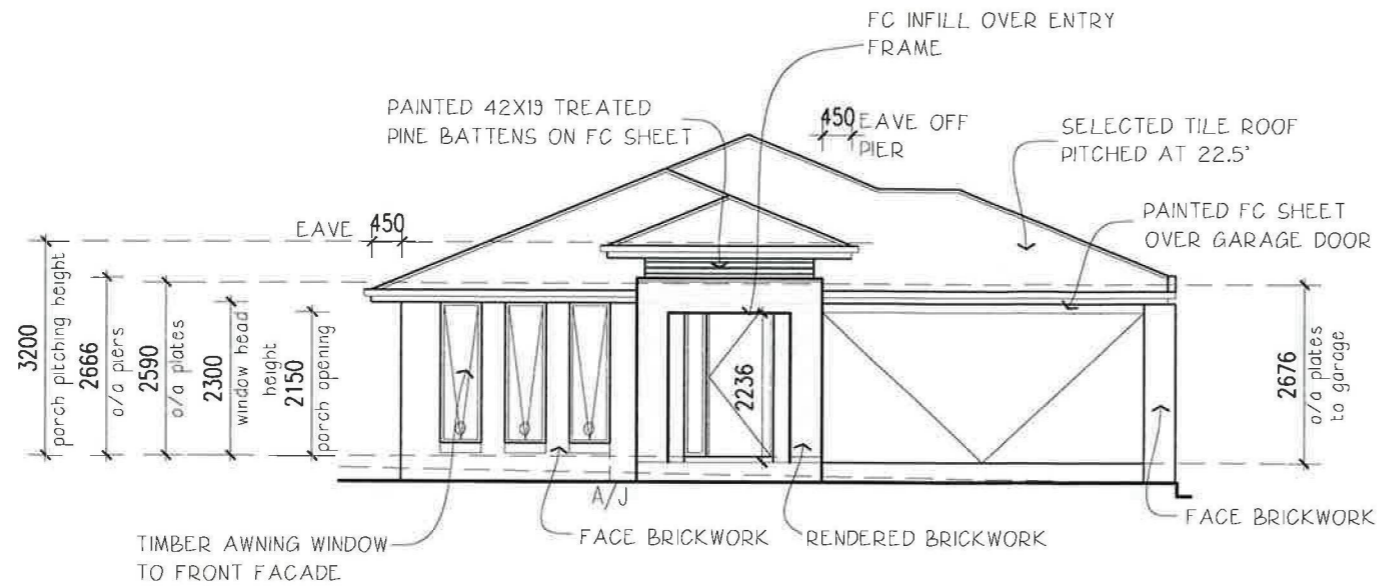 FC INFILL OVER ENTRY
FRAME
PAINTED 42X19 TREATED
PINE BATTENS ON FC SHEET
450 EAVE OFF
PIER
SELECTED TILE ROOF
PITCHED AT 22.5°
EAVE 450
PAINTED FC SHEET
OVER GARAGE DOOR
3200
porch pitching height
2666
o/a piers
2590
o/a plates
2300
window head
height
2150
porch opening
2236
2676
o/a plates
to garage
A/J
TIMBER AWNING WINDOW
TO FRONT FACADE
FACE BRICKWORK
RENDERED BRICKWORK
FACE BRICKWORK